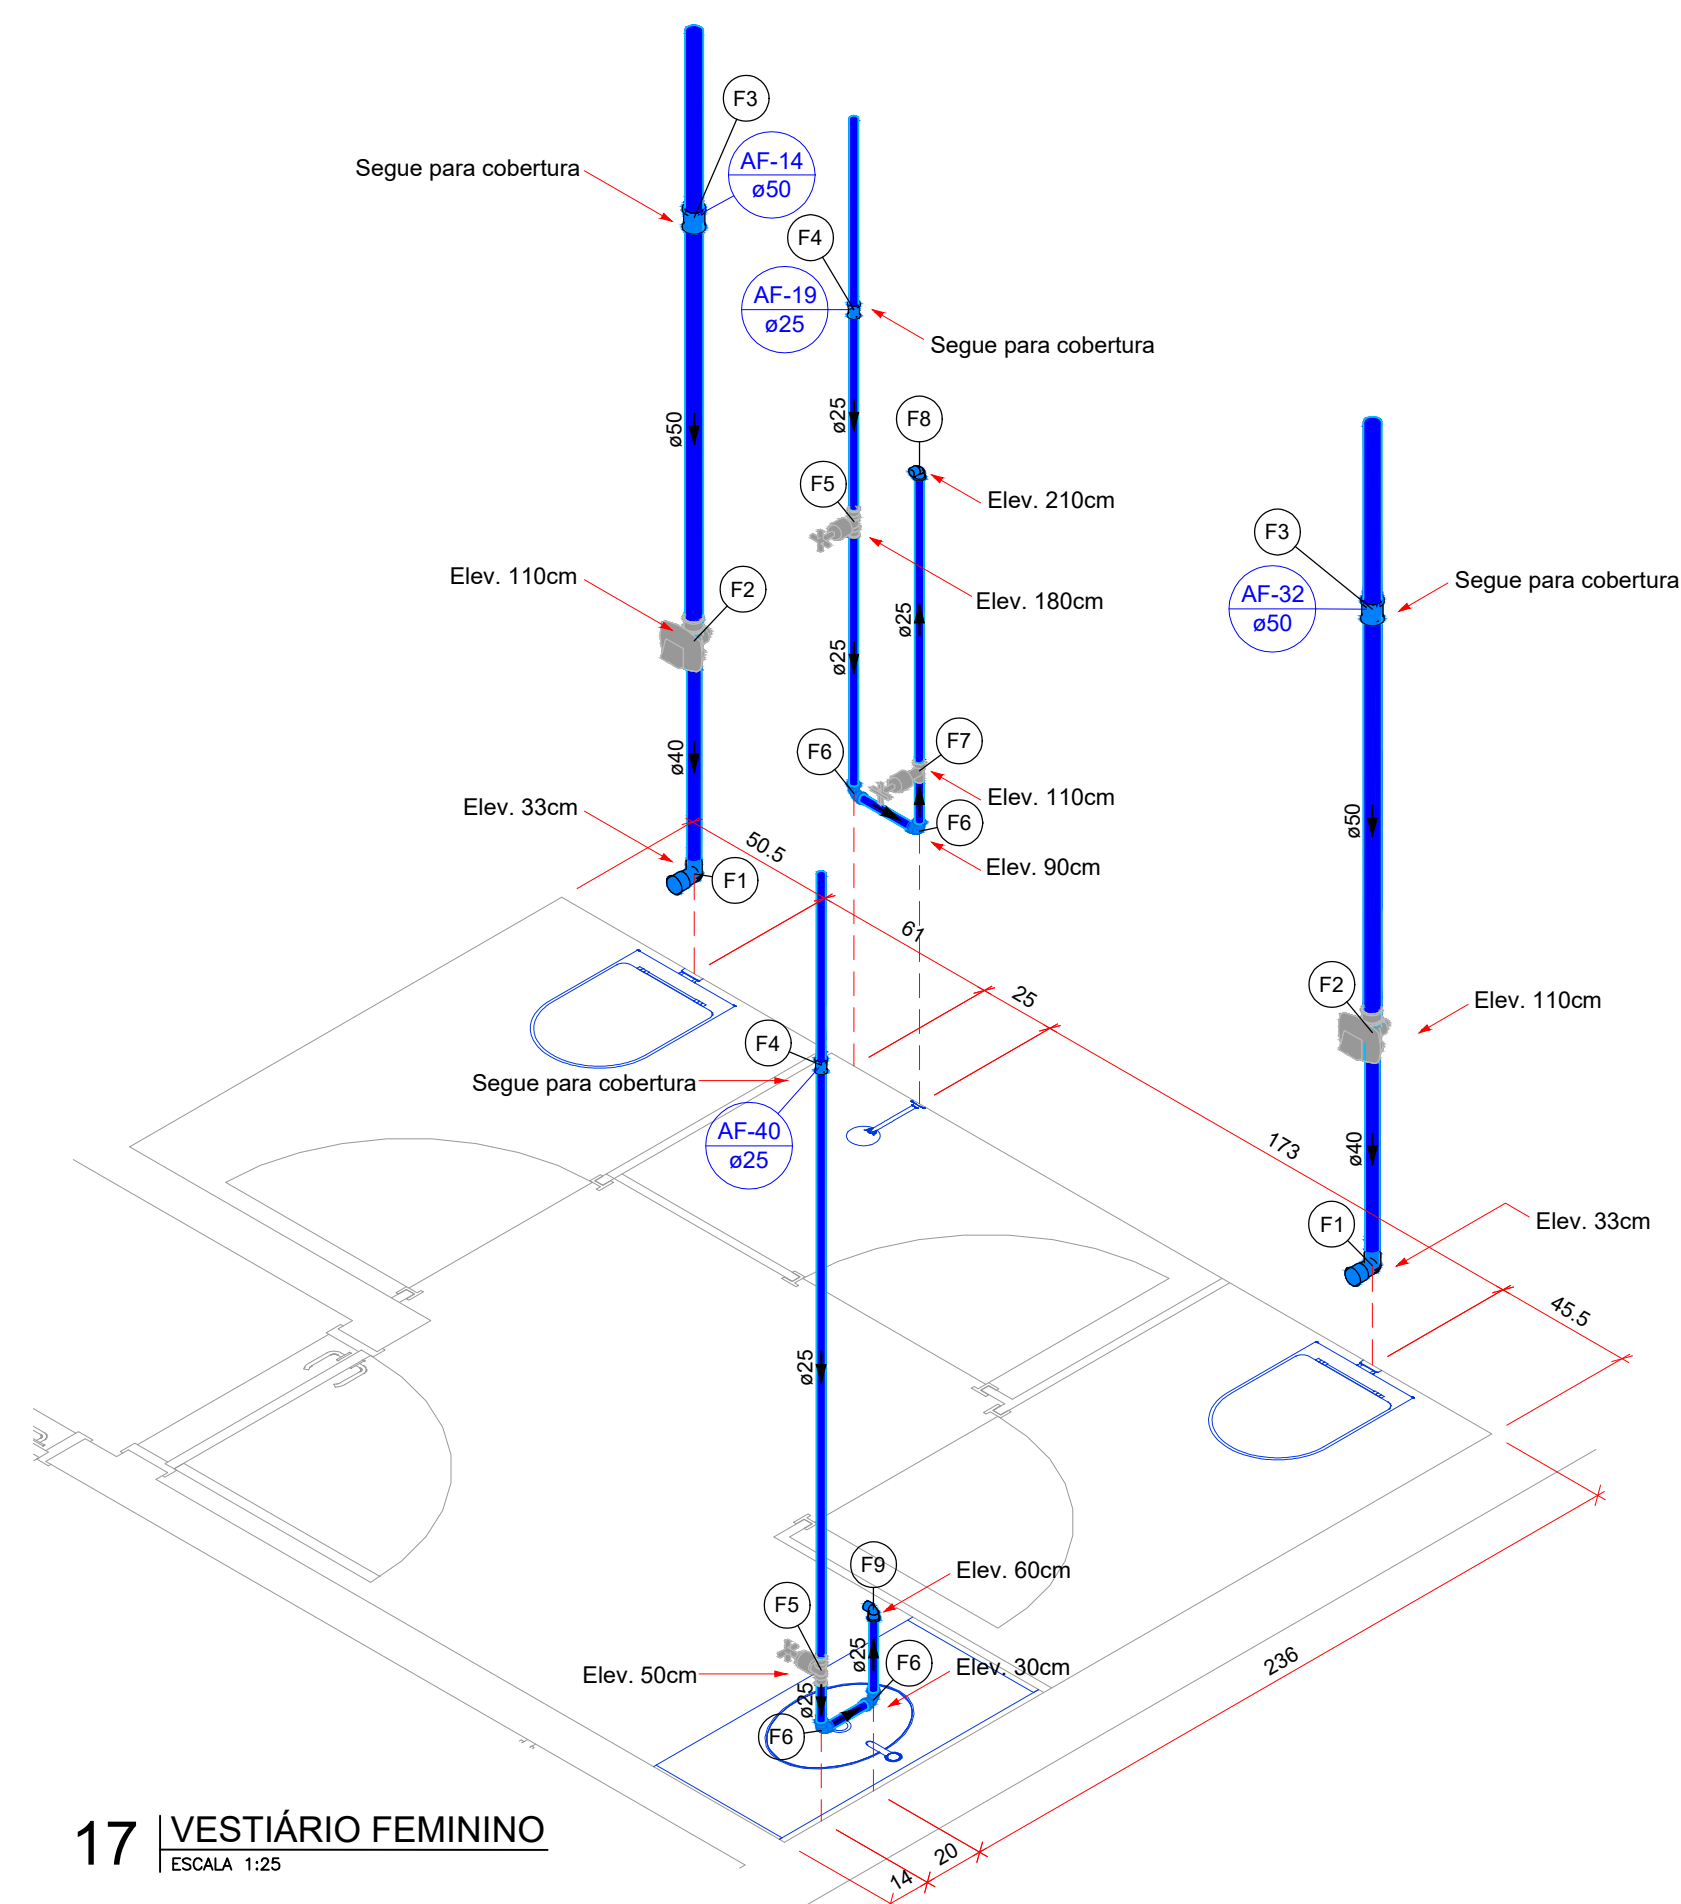 F3
Segue para cobertura
AF-14
ø50
F4
AF-19
ø25
Segue para cobertura
ø50
ø25
F8
F5
Elev. 210cm
F3
Elev. 110cm
F2
Elev. 180cm
AF-32
ø50
Segue para cobertura
ø25
ø25
ø40
F6
F7
Elev. 33cm
Elev. 110cm
F6
ø50
50.5
F1
Elev. 90cm
61
25
F2
Elev. 110cm
F4
Segue para cobertura
AF-40
ø25
173
ø40
F1
Elev. 33cm
45.5
ø25
F9
Elev. 60cm
F5
ø25
F6
Elev. 50cm
Elev. 30cm
236
ø25
F6
20
14
17
VESTIÁRIO FEMININO
ESCALA 1:25